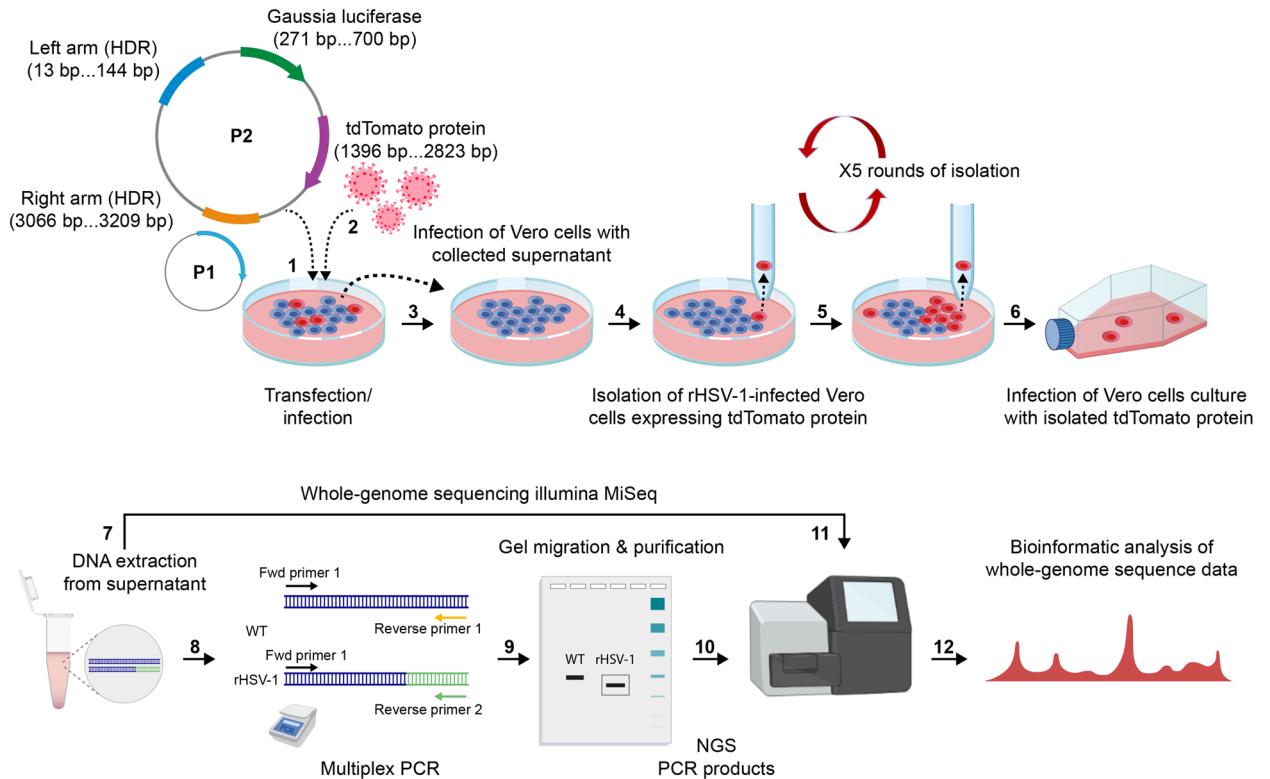 Gaussia luciferase
(271 bp...700 bp)
Left arm (HDR)
(13 bp...144 bp)
P2
tdTomato protein
(1396 bp...2823 bp)
Right arm (HDR)
(3066 bp...3209 bp)
P1
1
2
Infection of Vero cells with
collected supernatant
X5 rounds of isolation
3
4
5
6
Transfection/
infection
Isolation of rHSV-1-infected Vero
cells expressing tdTomato protein
Infection of Vero cells culture
with isolated tdTomato protein
Whole-genome sequencing illumina MiSeq
7
11
DNA extraction
from supernatant
Fwd primer 1
Reverse primer 1
WT
Fwd primer 1
rHSV-1
Reverse primer 2
PCR
Multiplex PCR
8
9
Gel migration & purification
WT
rHSV-1
10
NGS
PCR products
12
Bioinformatic analysis of
whole-genome sequence data